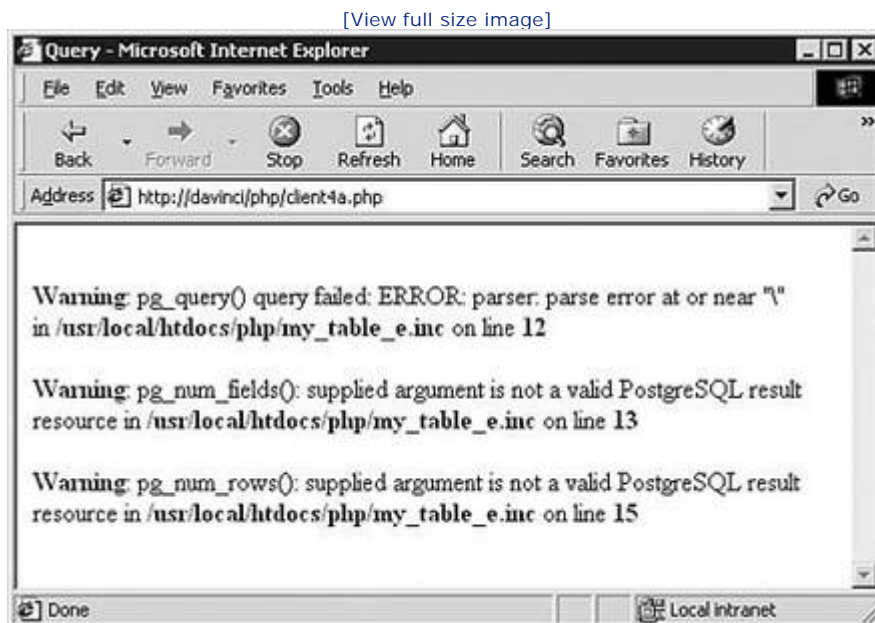 [View full size image]
Query - Microsoft Internet Explorer
File Edit View Favorites Tools Help
Back Forward Stop Refresh Home Search Favorites History »
Address http://davinci/php/client4a.php Go
Warning: pg_query() query failed: ERROR: parser: parse error at or near "\"
in /usr/local/htdocs/php/my_table_e.inc on line 12
Warning: pg_num_fields(): supplied argument is not a valid PostgreSQL result
resource in /usr/local/htdocs/php/my_table_e.inc on line 13
Warning: pg_num_rows(): supplied argument is not a valid PostgreSQL result
resource in /usr/local/htdocs/php/my_table_e.inc on line 15
Done Local intranet